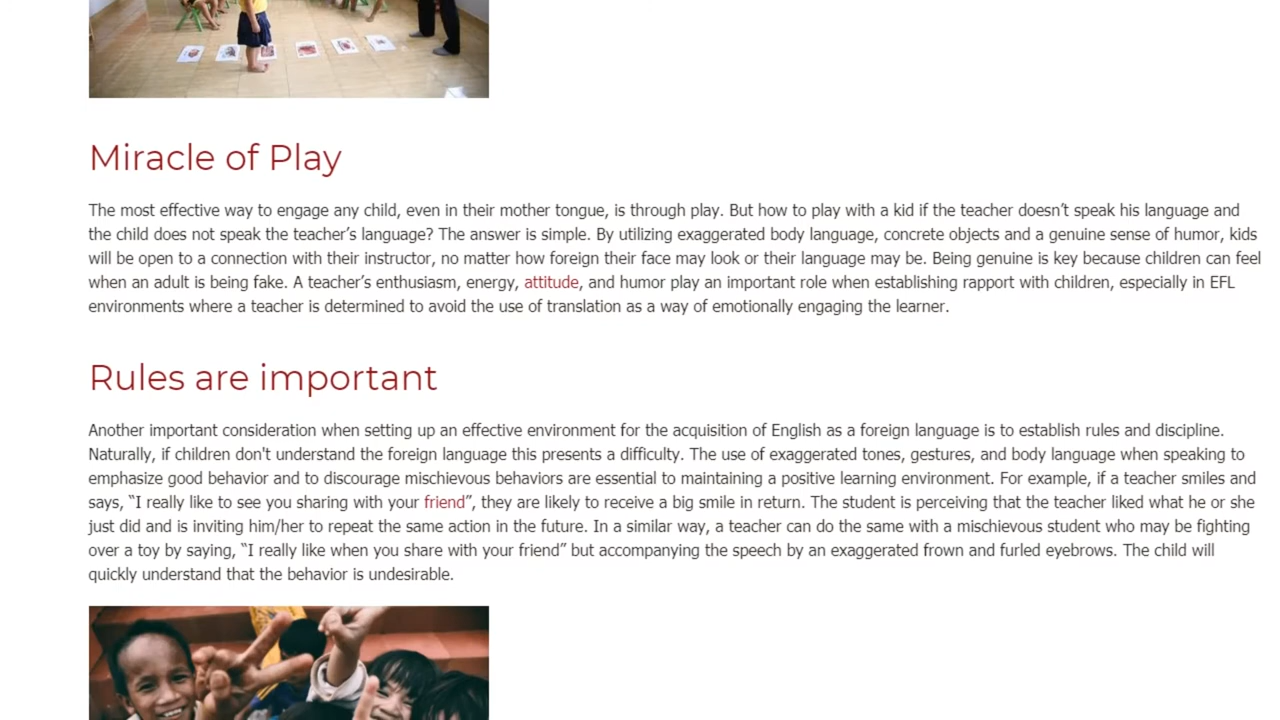 Miracle of Play
The most effective way to engage any child, even in their mother tongue, is through play. But how to play with a kid if the teacher doesn’t speak his language and
the child does not speak the teacher’s language? The answer is simple. By utilizing exaggerated body language, concrete objects and a genuine sense of humor, kids
will be open to a connection with their instructor, no matter how foreign their face may look or their language may be. Being genuine is key because children can feel
when an adult is being fake. A teacher’s enthusiasm, energy, attitude, and humor play an important role when establishing rapport with children, especially in EFL
environments where a teacher is determined to avoid the use of translation as a way of emotionally engaging the learner.
Rules are important
Another important consideration when setting up an effective environment for the acquisition of English as a foreign language is to establish rules and discipline.
Naturally, if children don't understand the foreign language this presents a difficulty. The use of exaggerated tones, gestures, and body language when speaking to
emphasize good behavior and to discourage mischievous behaviors are essential to maintaining a positive learning environment. For example, if a teacher smiles and
says, “I really like to see you sharing with your friend”, they are likely to receive a big smile in return. The student is perceiving that the teacher liked what he or she
just did and is inviting him/her to repeat the same action in the future. In a similar way, a teacher can do the same with a mischievous student who may be fighting
over a toy by saying, “I really like when you share with your friend” but accompanying the speech by an exaggerated frown and furled eyebrows. The child will
quickly understand that the behavior is undesirable.